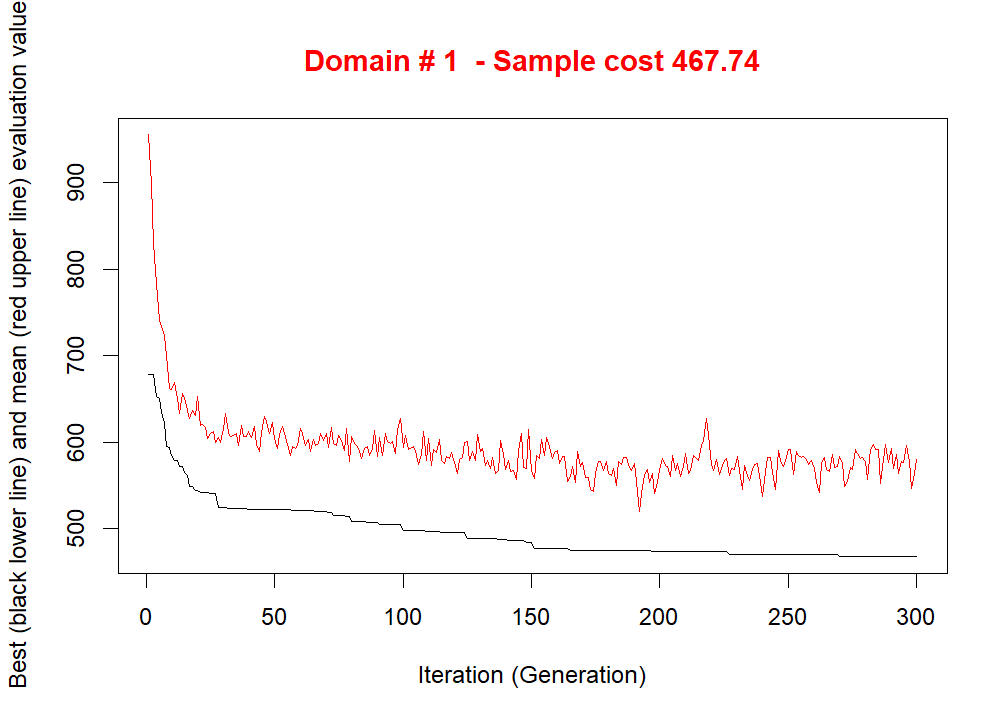 Domain # 1  - Sample cost 467.74
Best (black lower line) and mean (red upper line) evaluation value
900
800
700
600
500
0 50 100 150 200 250 300
Iteration (Generation)